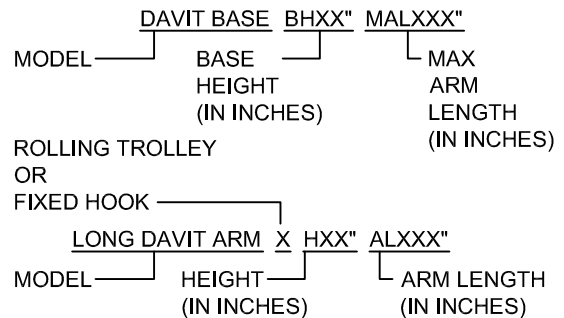 DAVIT BASE BHXX" MALXXX"
MODEL
BASE
HEIGHT
(IN INCHES)
MAX
ARM
LENGTH
(IN INCHES)
ROLLING TROLLEY
OR
FIXED HOOK
LONG DAVIT ARM X HXX" ALXXX"
MODEL
HEIGHT
(IN INCHES)
ARM LENGTH
(IN INCHES)